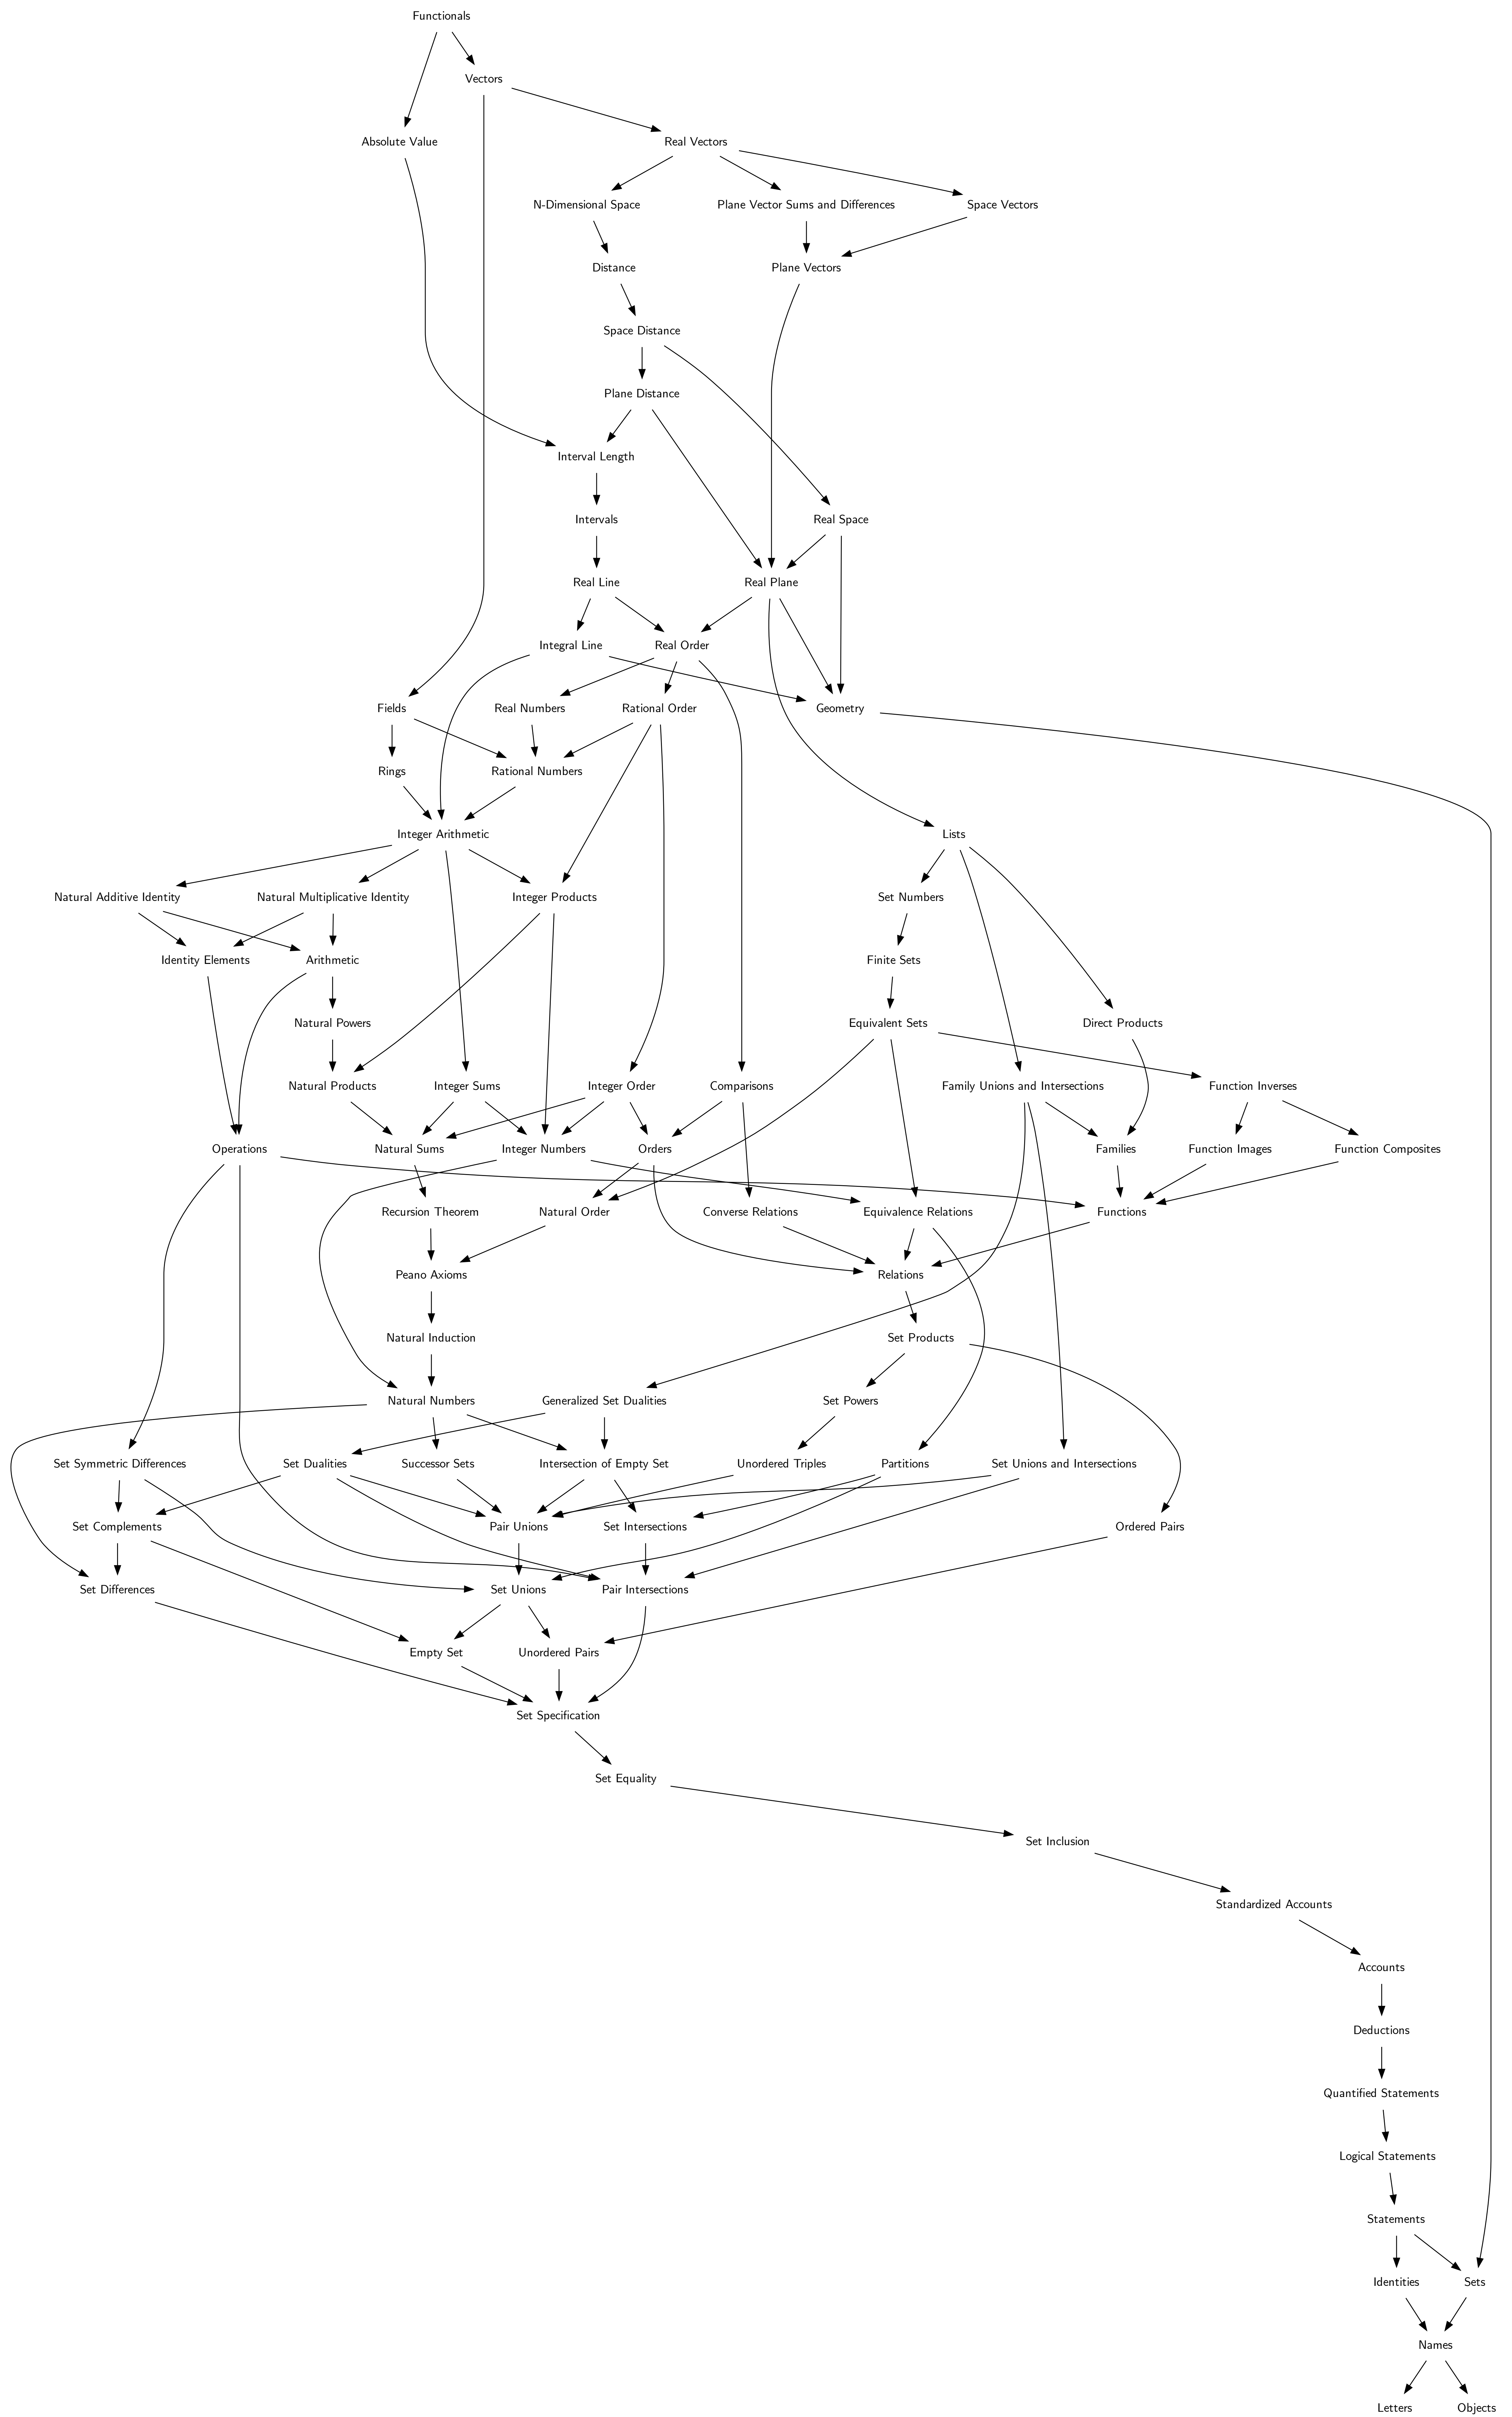 Functionals
Vectors
Absolute Value
Real Vectors
N-Dimensional Space
Plane Vector Sums and Differences
Space Vectors
Distance
Plane Vectors
Space Distance
Plane Distance
Interval Length
Intervals
Real Space
Real Line
Real Plane
Integral Line
Real Order
Fields
Real Numbers
Rational Order
Geometry
Rings
Rational Numbers
Integer Arithmetic
Lists
Natural Additive Identity
Natural Multiplicative Identity
Integer Products
Set Numbers
Identity Elements
Arithmetic
Finite Sets
Natural Powers
Equivalent Sets
Direct Products
Natural Products
Integer Sums
Integer Order
Comparisons
Family Unions and Intersections
Function Inverses
Operations
Natural Sums
Integer Numbers
Orders
Families
Function Images
Function Composites
Recursion Theorem
Natural Order
Converse Relations
Equivalence Relations
Functions
Peano Axioms
Relations
Natural Induction
Set Products
Natural Numbers
Generalized Set Dualities
Set Powers
Set Symmetric Differences
Set Dualities
Successor Sets
Intersection of Empty Set
Unordered Triples
Partitions
Set Unions and Intersections
Set Complements
Pair Unions
Set Intersections
Ordered Pairs
Set Differences
Set Unions
Pair Intersections
Empty Set
Unordered Pairs
Set Specification
Set Equality
Set Inclusion
Standardized Accounts
Accounts
Deductions
Quantified Statements
Logical Statements
Statements
Identities
Sets
Names
Letters
Objects